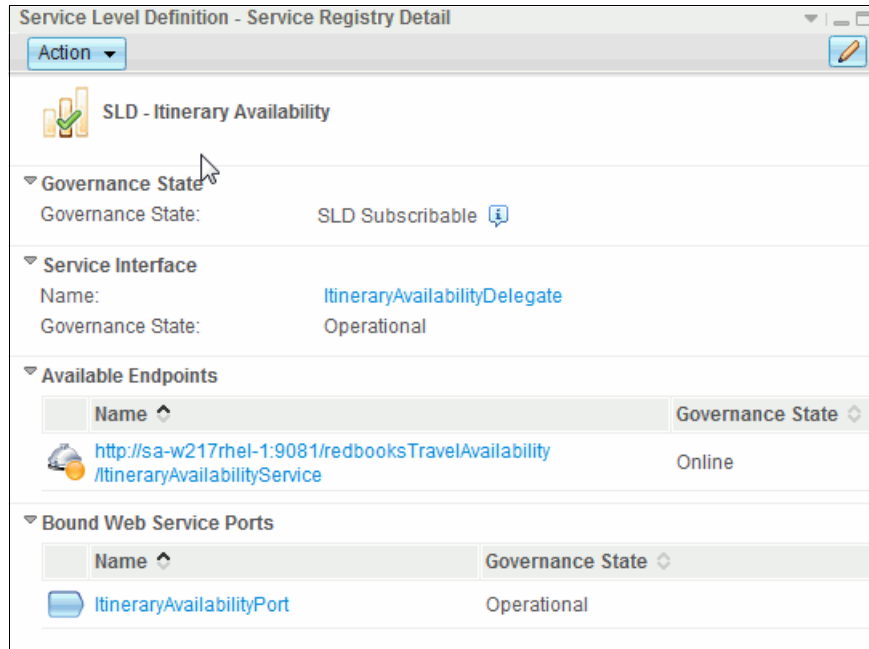 Service Level Definition - Service Registry Detail
Action
SLD - Itinerary Availability
Governance State
Governance State: SLD Subscribable
Service Interface
Name: ItineraryAvailabilityDelegate
Governance State: Operational
Available Endpoints
Name Governance State
http://sa-w217rhel-1:9081/redbooksTravelAvailability
/ItineraryAvailabilityService
Online
Bound Web Service Ports
Name Governance State
ItineraryAvailabilityPort Operational